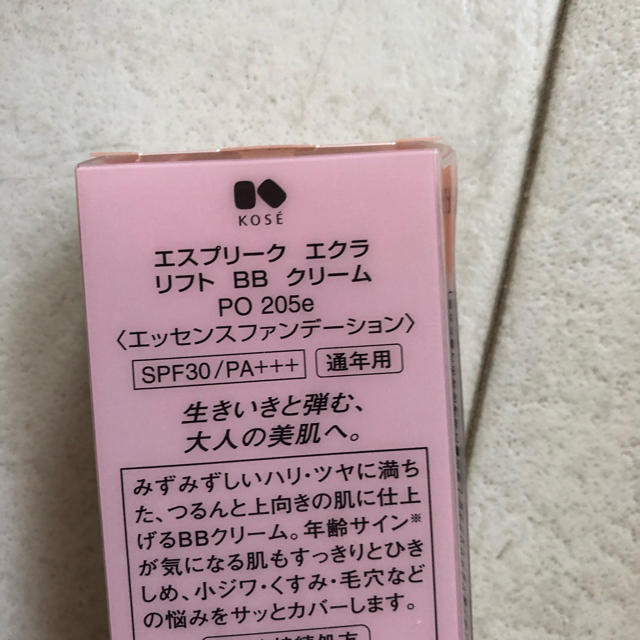 KOSÉ
エスプリーク エクラ
リフト BB クリーム
PO 205e
〈エッセンスファンデーション〉
SPF30/PA+++ 通年用
生きいきと弾む、
大人の美肌へ。
みずみずしいハリ・ツヤに満ち
た、つるんと上向きの肌に仕上
げるBBクリーム。年齢サイン※
が気になる肌もすっきりとひき
しめ、小ジワ・くすみ・毛穴など
の悩みをサッとカバーします。